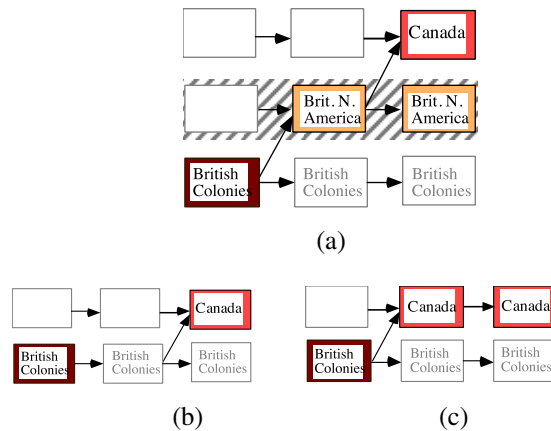 Canada
Brit. N.
America
Brit. N.
America
British
Colonies
British
Colonies
British
Colonies
(a)
Canada
British
Colonies
British
Colonies
British
Colonies
(b)
Canada
Canada
British
Colonies
British
Colonies
British
Colonies
(c)